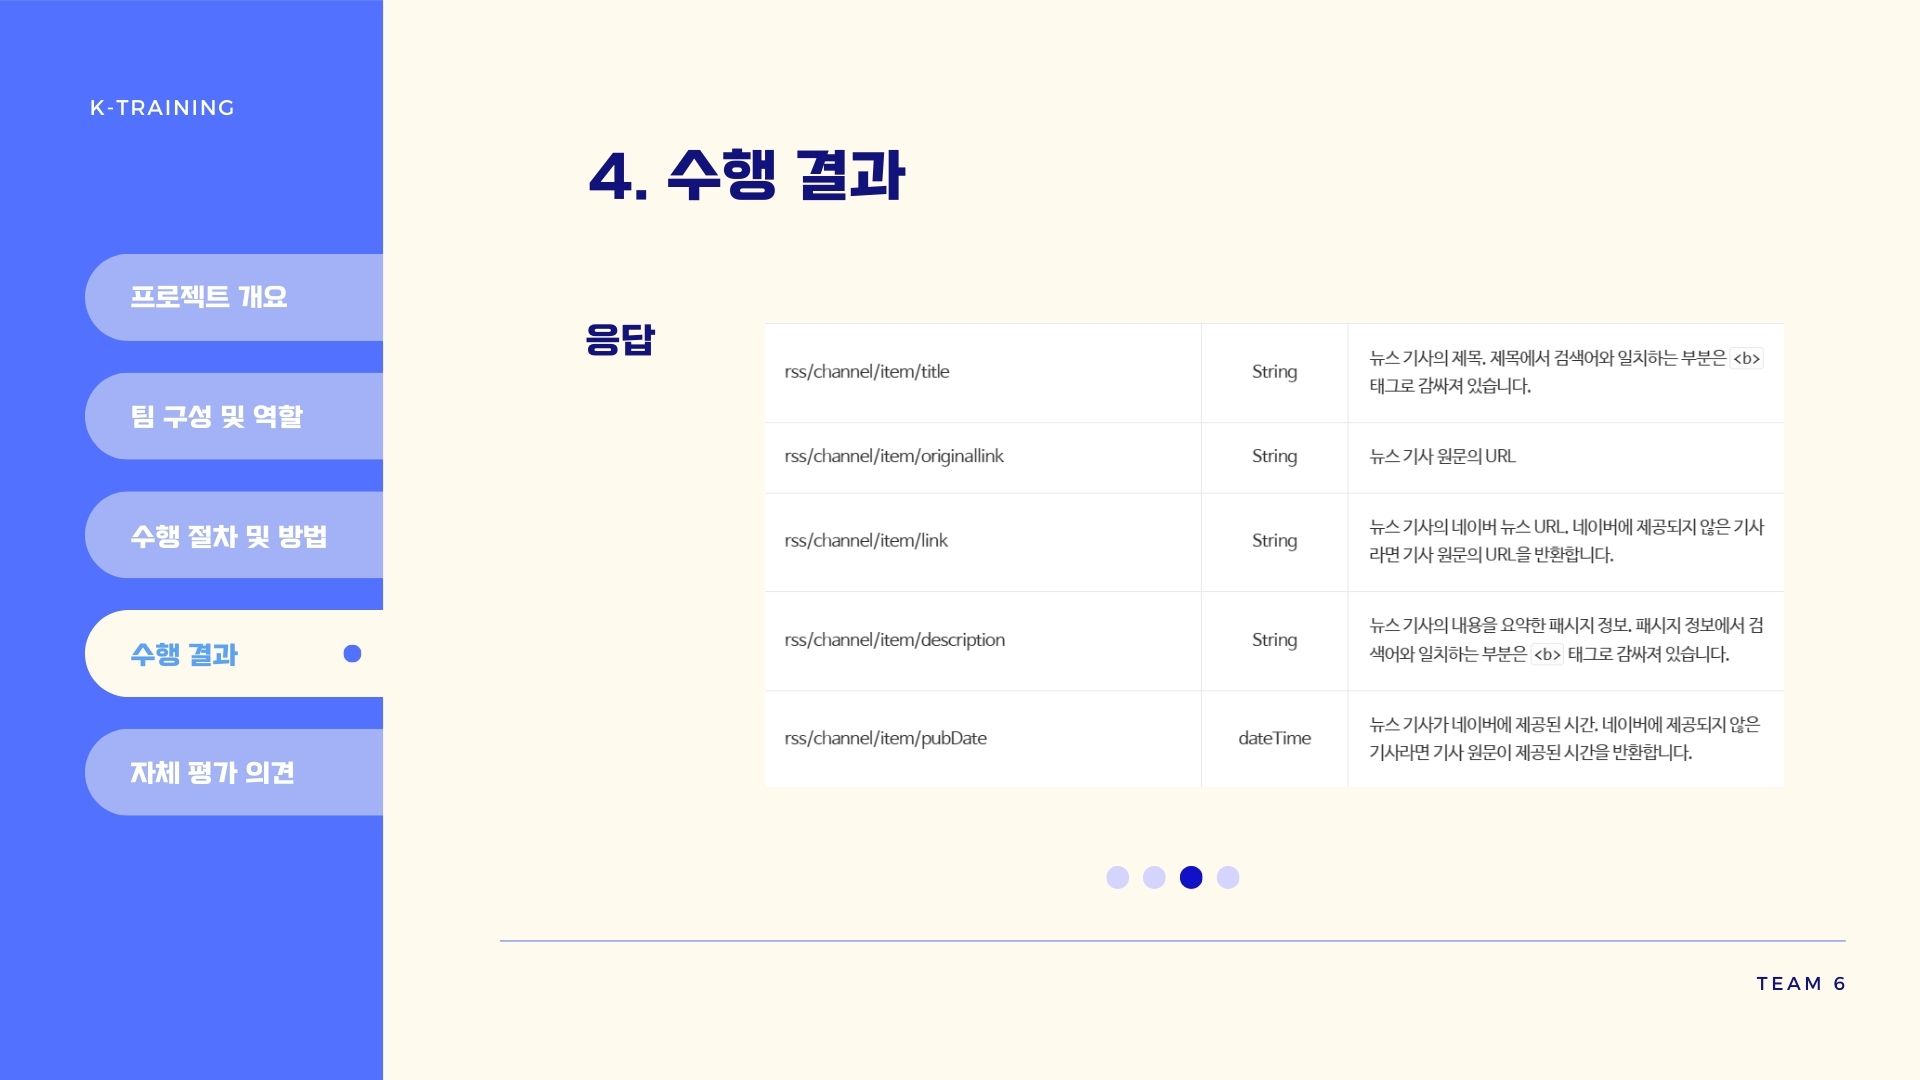 K-TRAINING
프로젝트 개요
팀 구성 및 역할
수행 절차 및 방법
수행 결과
자체 평가 의견
4. 수행 결과
응답
rss/channel/item/title
String
뉴스 기사의 제목. 제목에서 검색어와 일치하는 부분은 <b>
태그로 감싸져 있습니다.
rss/channel/item/originallink
String
뉴스 기사 원문의 URL
rss/channel/item/link
String
뉴스 기사의 네이버 뉴스 URL. 네이버에 제공되지 않은 기사
라면 기사 원문의 URL을 반환합니다.
rss/channel/item/description
String
뉴스 기사의 내용을 요약한 패시지 정보. 패시지 정보에서 검
색어와 일치하는 부분은 <b> 태그로 감싸져 있습니다.
rss/channel/item/pubDate
dateTime
뉴스 기사가 네이버에 제공된 시간. 네이버에 제공되지 않은
기사라면 기사 원문이 제공된 시간을 반환합니다.
TEAM 6